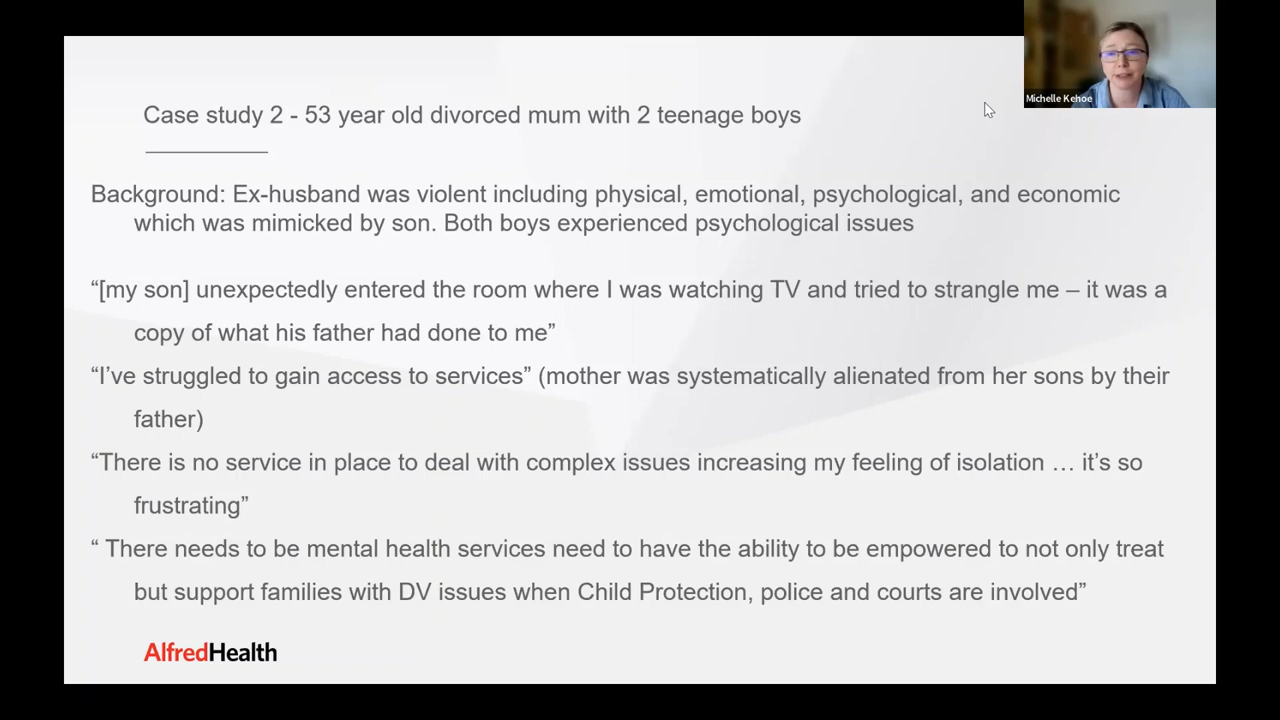 Michelle Kehoe
Case study 2 - 53 year old divorced mum with 2 teenage boys
Background: Ex-husband was violent including physical, emotional, psychological, and economic
which was mimicked by son. Both boys experienced psychological issues
“[my son] unexpectedly entered the room where I was watching TV and tried to strangle me – it was a
copy of what his father had done to me”
“I’ve struggled to gain access to services” (mother was systematically alienated from her sons by their
father)
“There is no service in place to deal with complex issues increasing my feeling of isolation … it’s so
frustrating”
“ There needs to be mental health services need to have the ability to be empowered to not only treat
but support families with DV issues when Child Protection, police and courts are involved”
AlfredHealth